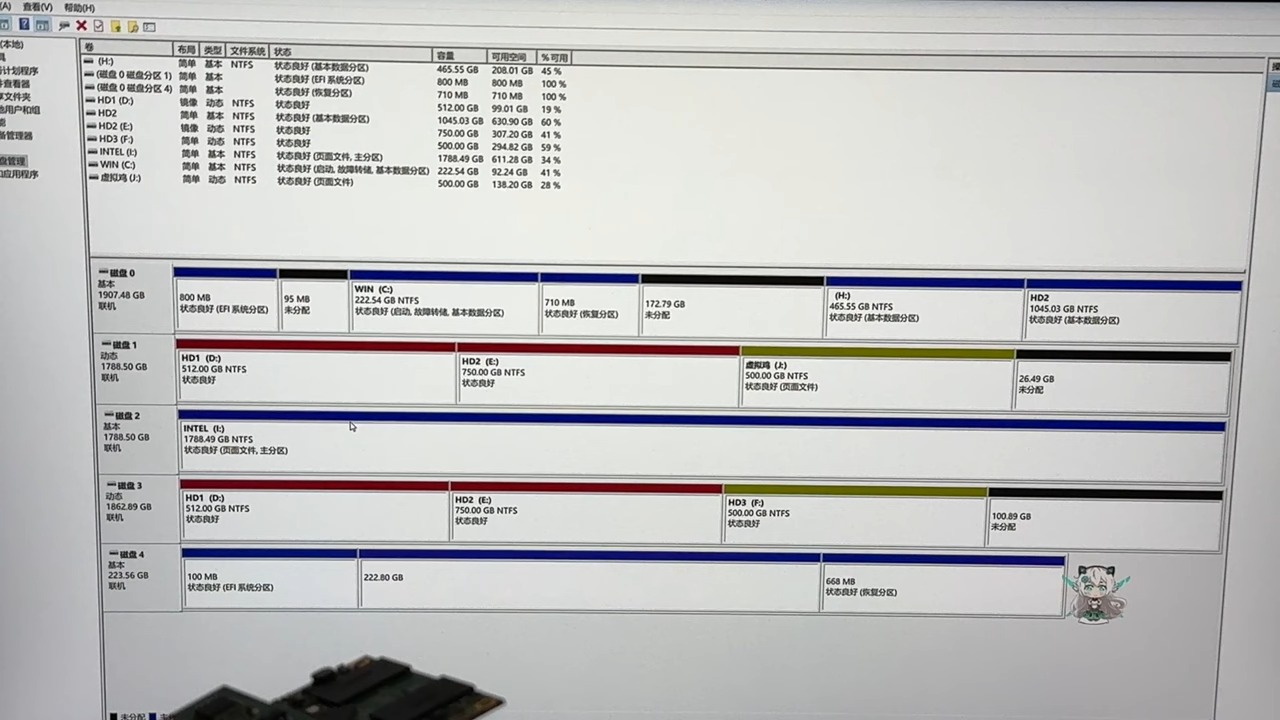 (A) 查看(V) 帮助(H)
(本地)
计划程序
查看器
文件夹
用户和组
管理器
盘管理
应用程序
卷 布局 类型 文件系统 状态 容量 可用空间 % 可用
(H:) 简单 基本 NTFS 状态良好 (基本数据分区) 465.55 GB 208.01 GB 45 %
(磁盘 0 磁盘分区 1) 简单 基本 状态良好 (EFI 系统分区) 800 MB 800 MB 100 %
(磁盘 0 磁盘分区 4) 简单 基本 状态良好 (恢复分区) 710 MB 710 MB 100 %
HD1 (D:) 镜像 动态 NTFS 状态良好 512.00 GB 99.01 GB 19 %
HD2 简单 基本 NTFS 状态良好 (基本数据分区) 1045.03 GB 630.90 GB 60 %
HD2 (E:) 镜像 动态 NTFS 状态良好 750.00 GB 307.20 GB 41 %
HD3 (F:) 简单 动态 NTFS 状态良好 500.00 GB 294.82 GB 59 %
INTEL (I:) 简单 基本 NTFS 状态良好 (页面文件, 主分区) 1788.49 GB 611.28 GB 34 %
WIN (C:) 简单 基本 NTFS 状态良好 (启动, 故障转储, 基本数据分区) 222.54 GB 92.24 GB 41 %
虚拟鸡 (J:) 简单 动态 NTFS 状态良好 (页面文件) 500.00 GB 138.20 GB 28 %
磁盘 0
基本
1907.48 GB
联机
800 MB
状态良好 (EFI 系统分区)
95 MB
未分配
WIN (C:)
222.54 GB NTFS
状态良好 (启动, 故障转储, 基本数据分区)
710 MB
状态良好 (恢复分区)
172.79 GB
未分配
(H:)
465.55 GB NTFS
状态良好 (基本数据分区)
HD2
1045.03 GB NTFS
状态良好 (基本数据分区)
磁盘 1
动态
1788.50 GB
联机
HD1 (D:)
512.00 GB NTFS
状态良好
HD2 (E:)
750.00 GB NTFS
状态良好
虚拟鸡 (J:)
500.00 GB NTFS
状态良好 (页面文件)
26.49 GB
未分配
磁盘 2
基本
1788.50 GB
联机
INTEL (I:)
1788.49 GB NTFS
状态良好 (页面文件, 主分区)
磁盘 3
动态
1862.89 GB
联机
HD1 (D:)
512.00 GB NTFS
状态良好
HD2 (E:)
750.00 GB NTFS
状态良好
HD3 (F:)
500.00 GB NTFS
状态良好
100.89 GB
未分配
磁盘 4
基本
223.56 GB
联机
100 MB
状态良好 (EFI 系统分区)
222.80 GB
668 MB
状态良好 (恢复分区)
未分配